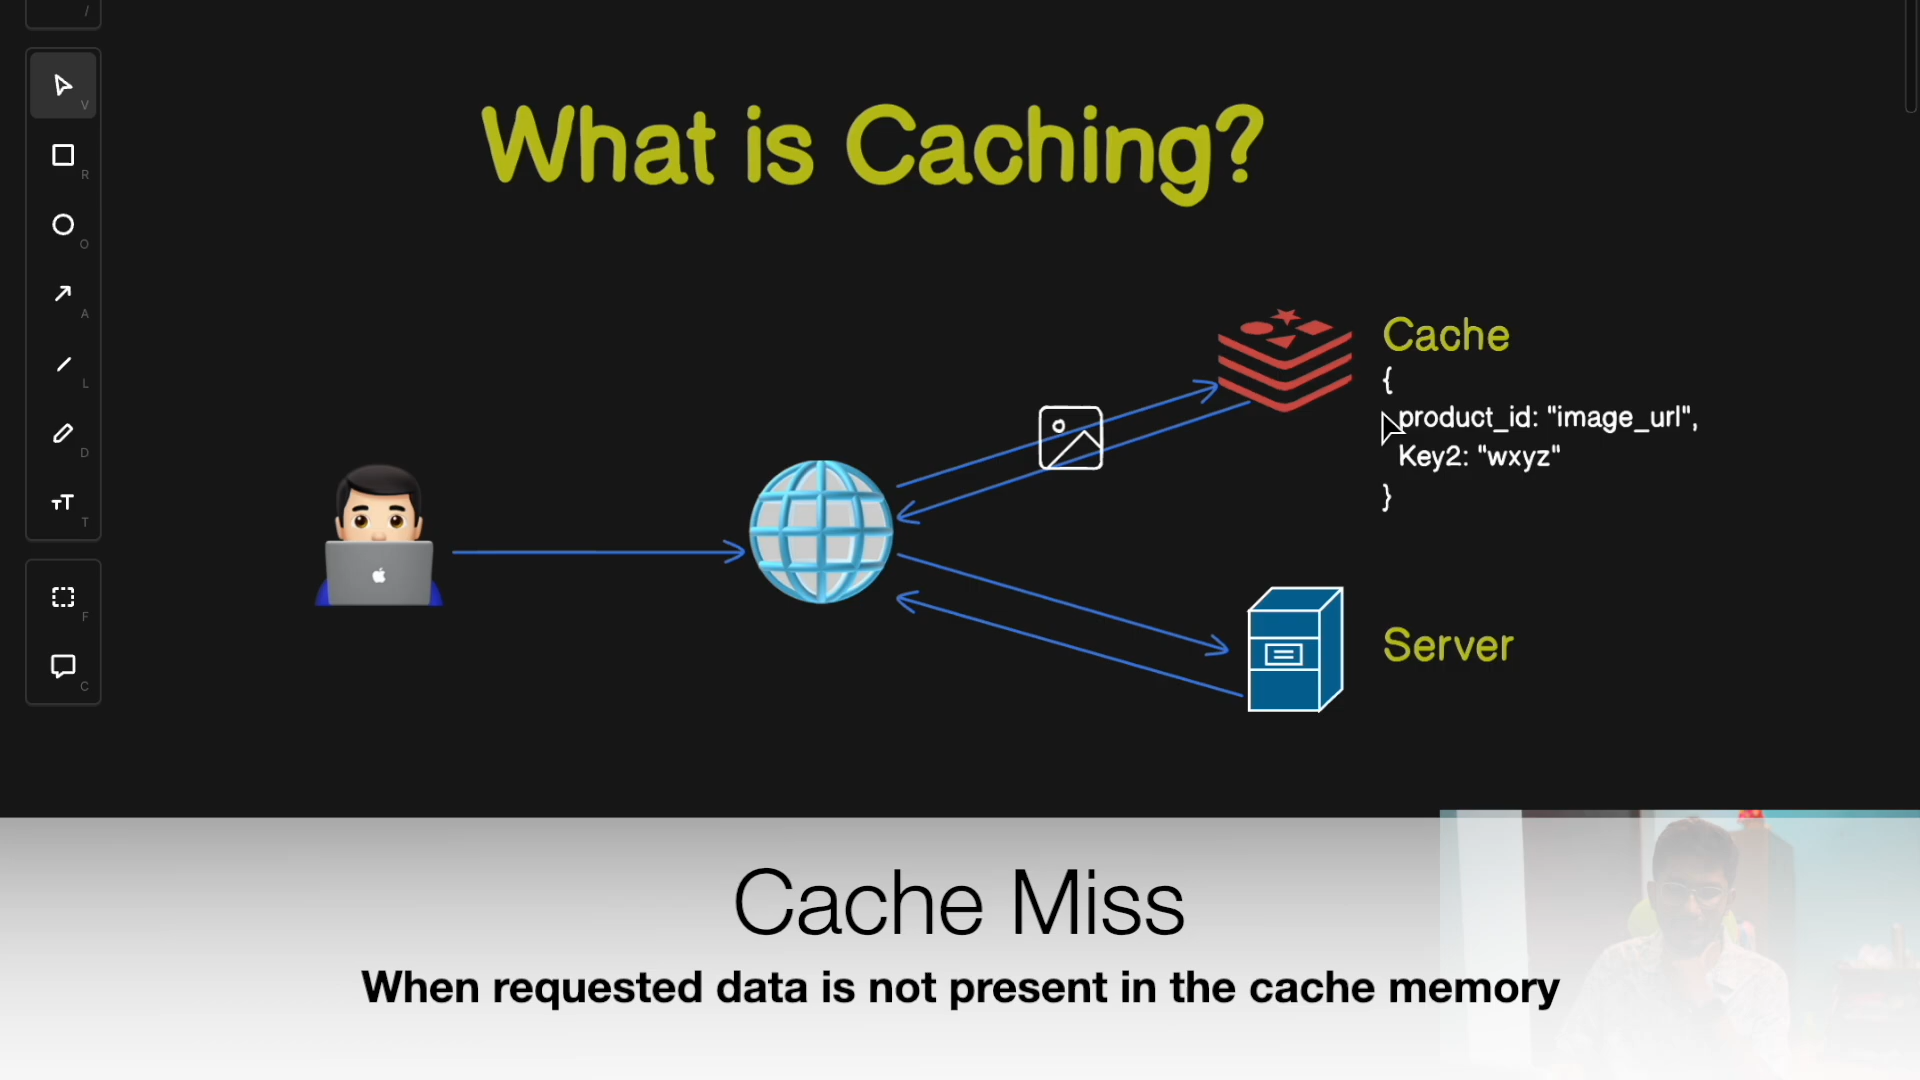 /
V
R
O
A
L
D
T
F
C
What is Caching?
Cache
{
product_id: "image_url",
Key2: "wxyz"
}
Server
Cache Miss
When requested data is not present in the cache memory